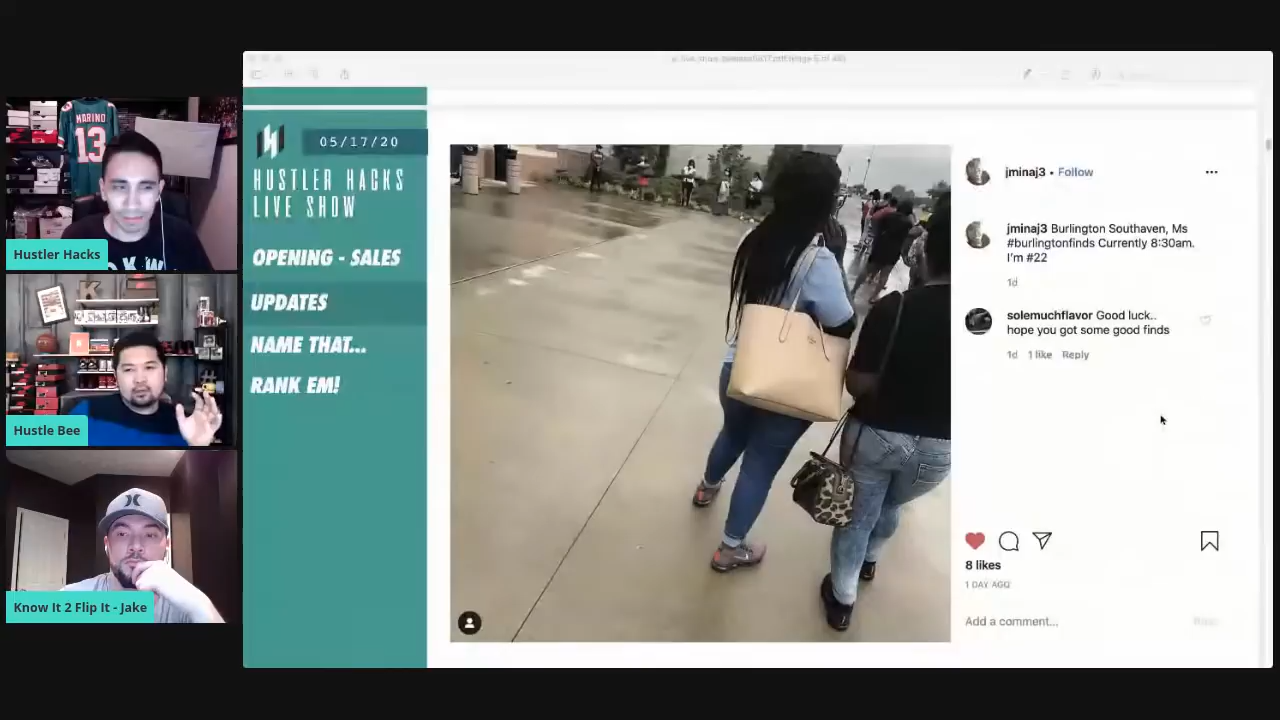 MARINO
13
Hustler Hacks
Hustle Bee
Know It 2 Flip It - Jake
05/17/20
HUSTLER HACKS
LIVE SHOW
OPENING - SALES
UPDATES
NAME THAT...
RANK EM!
jminaj3 • Follow
jminaj3 Burlington Southaven, Ms
#burlingtonfinds Currently 8:30am.
I'm #22
1d
solemuchflavor Good luck..
hope you got some good finds
1d 1 like Reply
8 likes
1 DAY AGO
Add a comment...